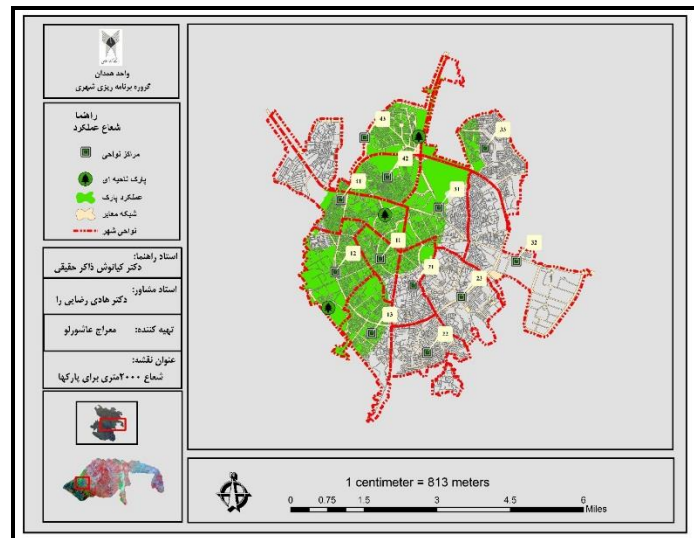 واحد همدان
گروه برنامه ریزی شهری
راهنما
شعاع عملکرد
مراکز نواحی
پارک ناحیه ای
عملکرد پارک
شبکه معابر
نواحی شهر
استاد راهنما:
دکتر کیانوش ذاکر حقیقی
استاد مشاور:
دکتر هادی رضایی را
تهیه کننده: معراج عاشورلو
عنوان نقشه:
شعاع ۲۰۰۰متری برای پارکها
43
33
42
41
31
32
11
12
21
23
13
22
1 centimeter = 813 meters
0 0.75 1.5 3 4.5 6
Miles